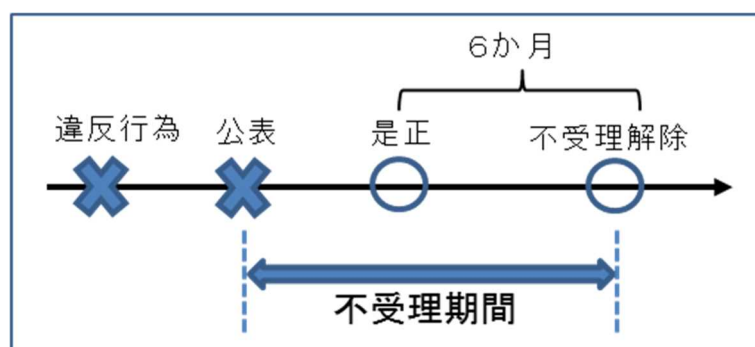 6か月
違反行為
公表
是正
不受理解除
不受理期間